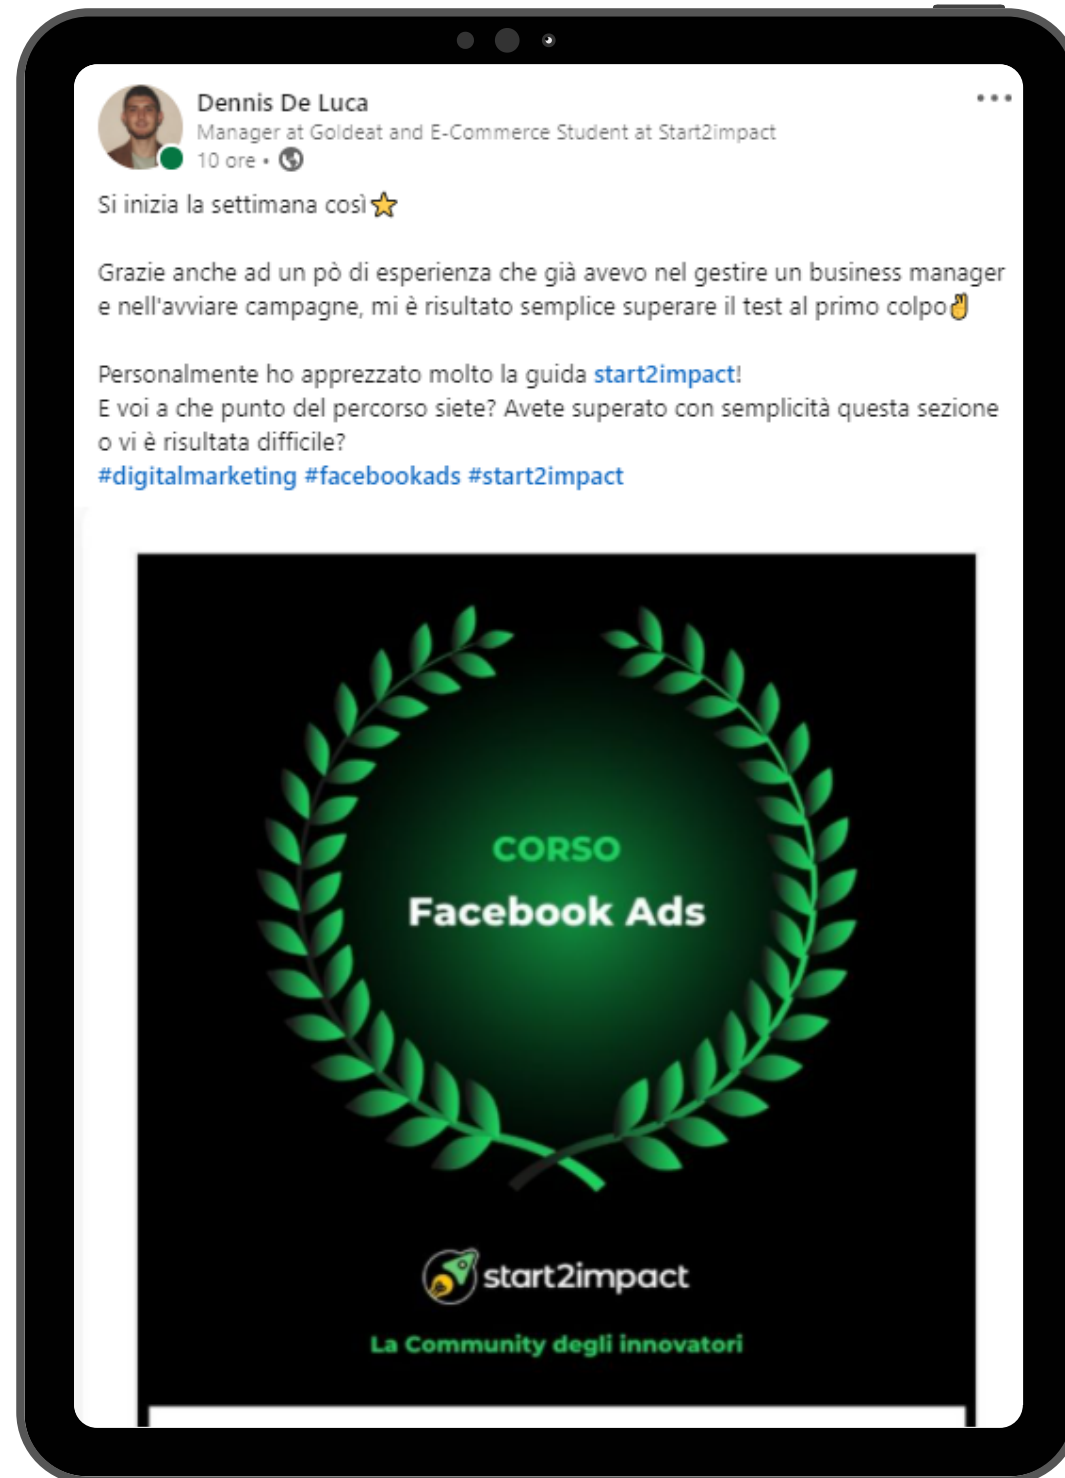 Dennis De Luca
Manager at Goldeat and E-Commerce Student at Start2impact
10 ore •
Si inizia la settimana così⭐
Grazie anche ad un pò di esperienza che già avevo nel gestire un business manager
e nell'avviare campagne, mi è risultato semplice superare il test al primo colpo✌
Personalmente ho apprezzato molto la guida start2impact!
E voi a che punto del percorso siete? Avete superato con semplicità questa sezione
o vi è risultata difficile?
#digitalmarketing #facebookads #start2impact
CORSO
Facebook Ads
start2impact
La Community degli innovatori